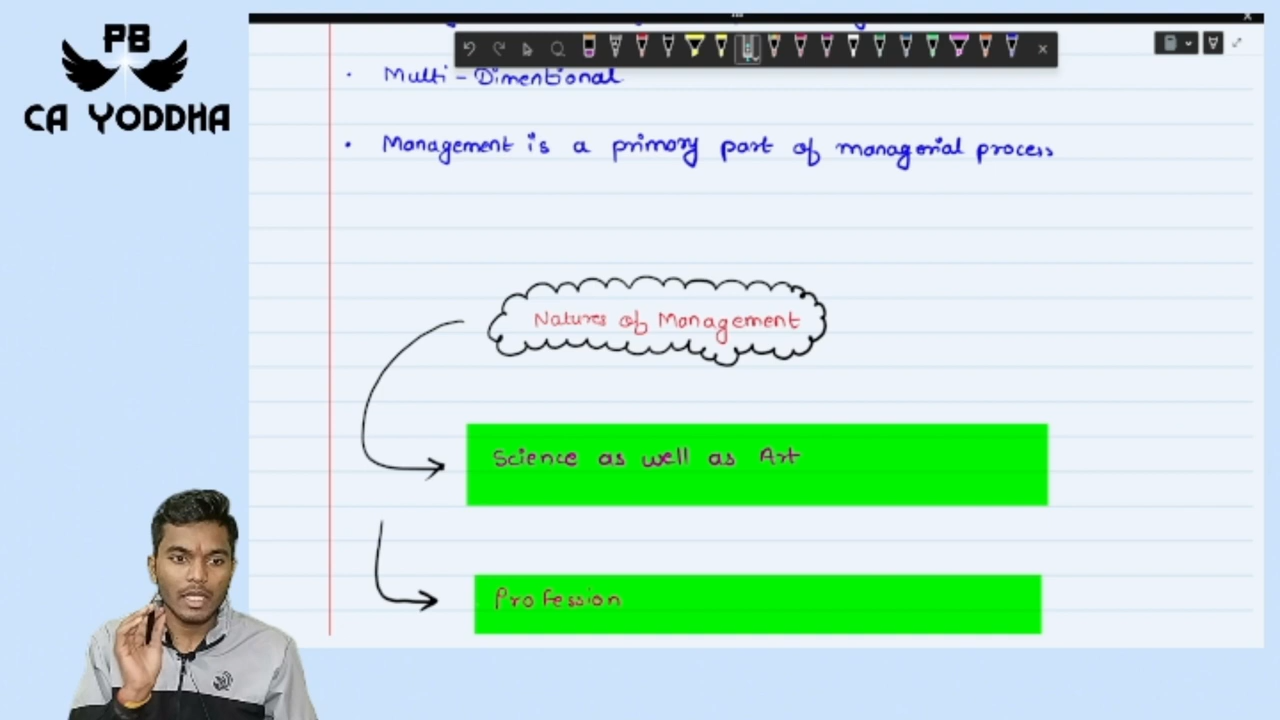 PB
CA YODDHA
· Multi - Dimentional
· Management is a primary part of managerial process
Natures of Management
Science as well as Art
Profession